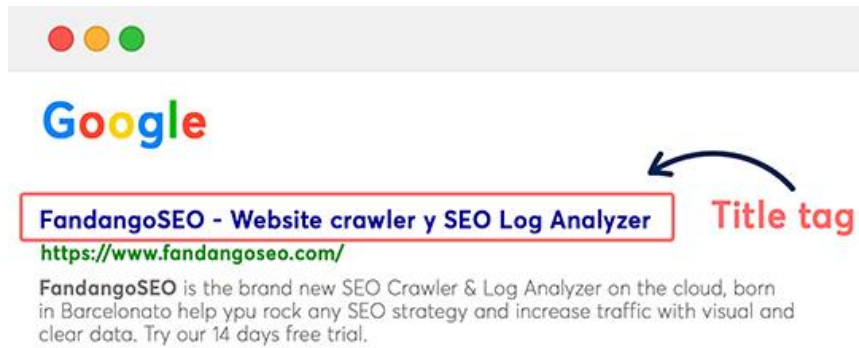 Google
FandangoSEO - Website crawler y SEO Log Analyzer
Title tag
https://www.fandangoseo.com/
FandangoSEO is the brand new SEO Crawler & Log Analyzer on the cloud, born
in Barcelonato help ypu rock any SEO strategy and increase traffic with visual and
clear data. Try our 14 days free trial.